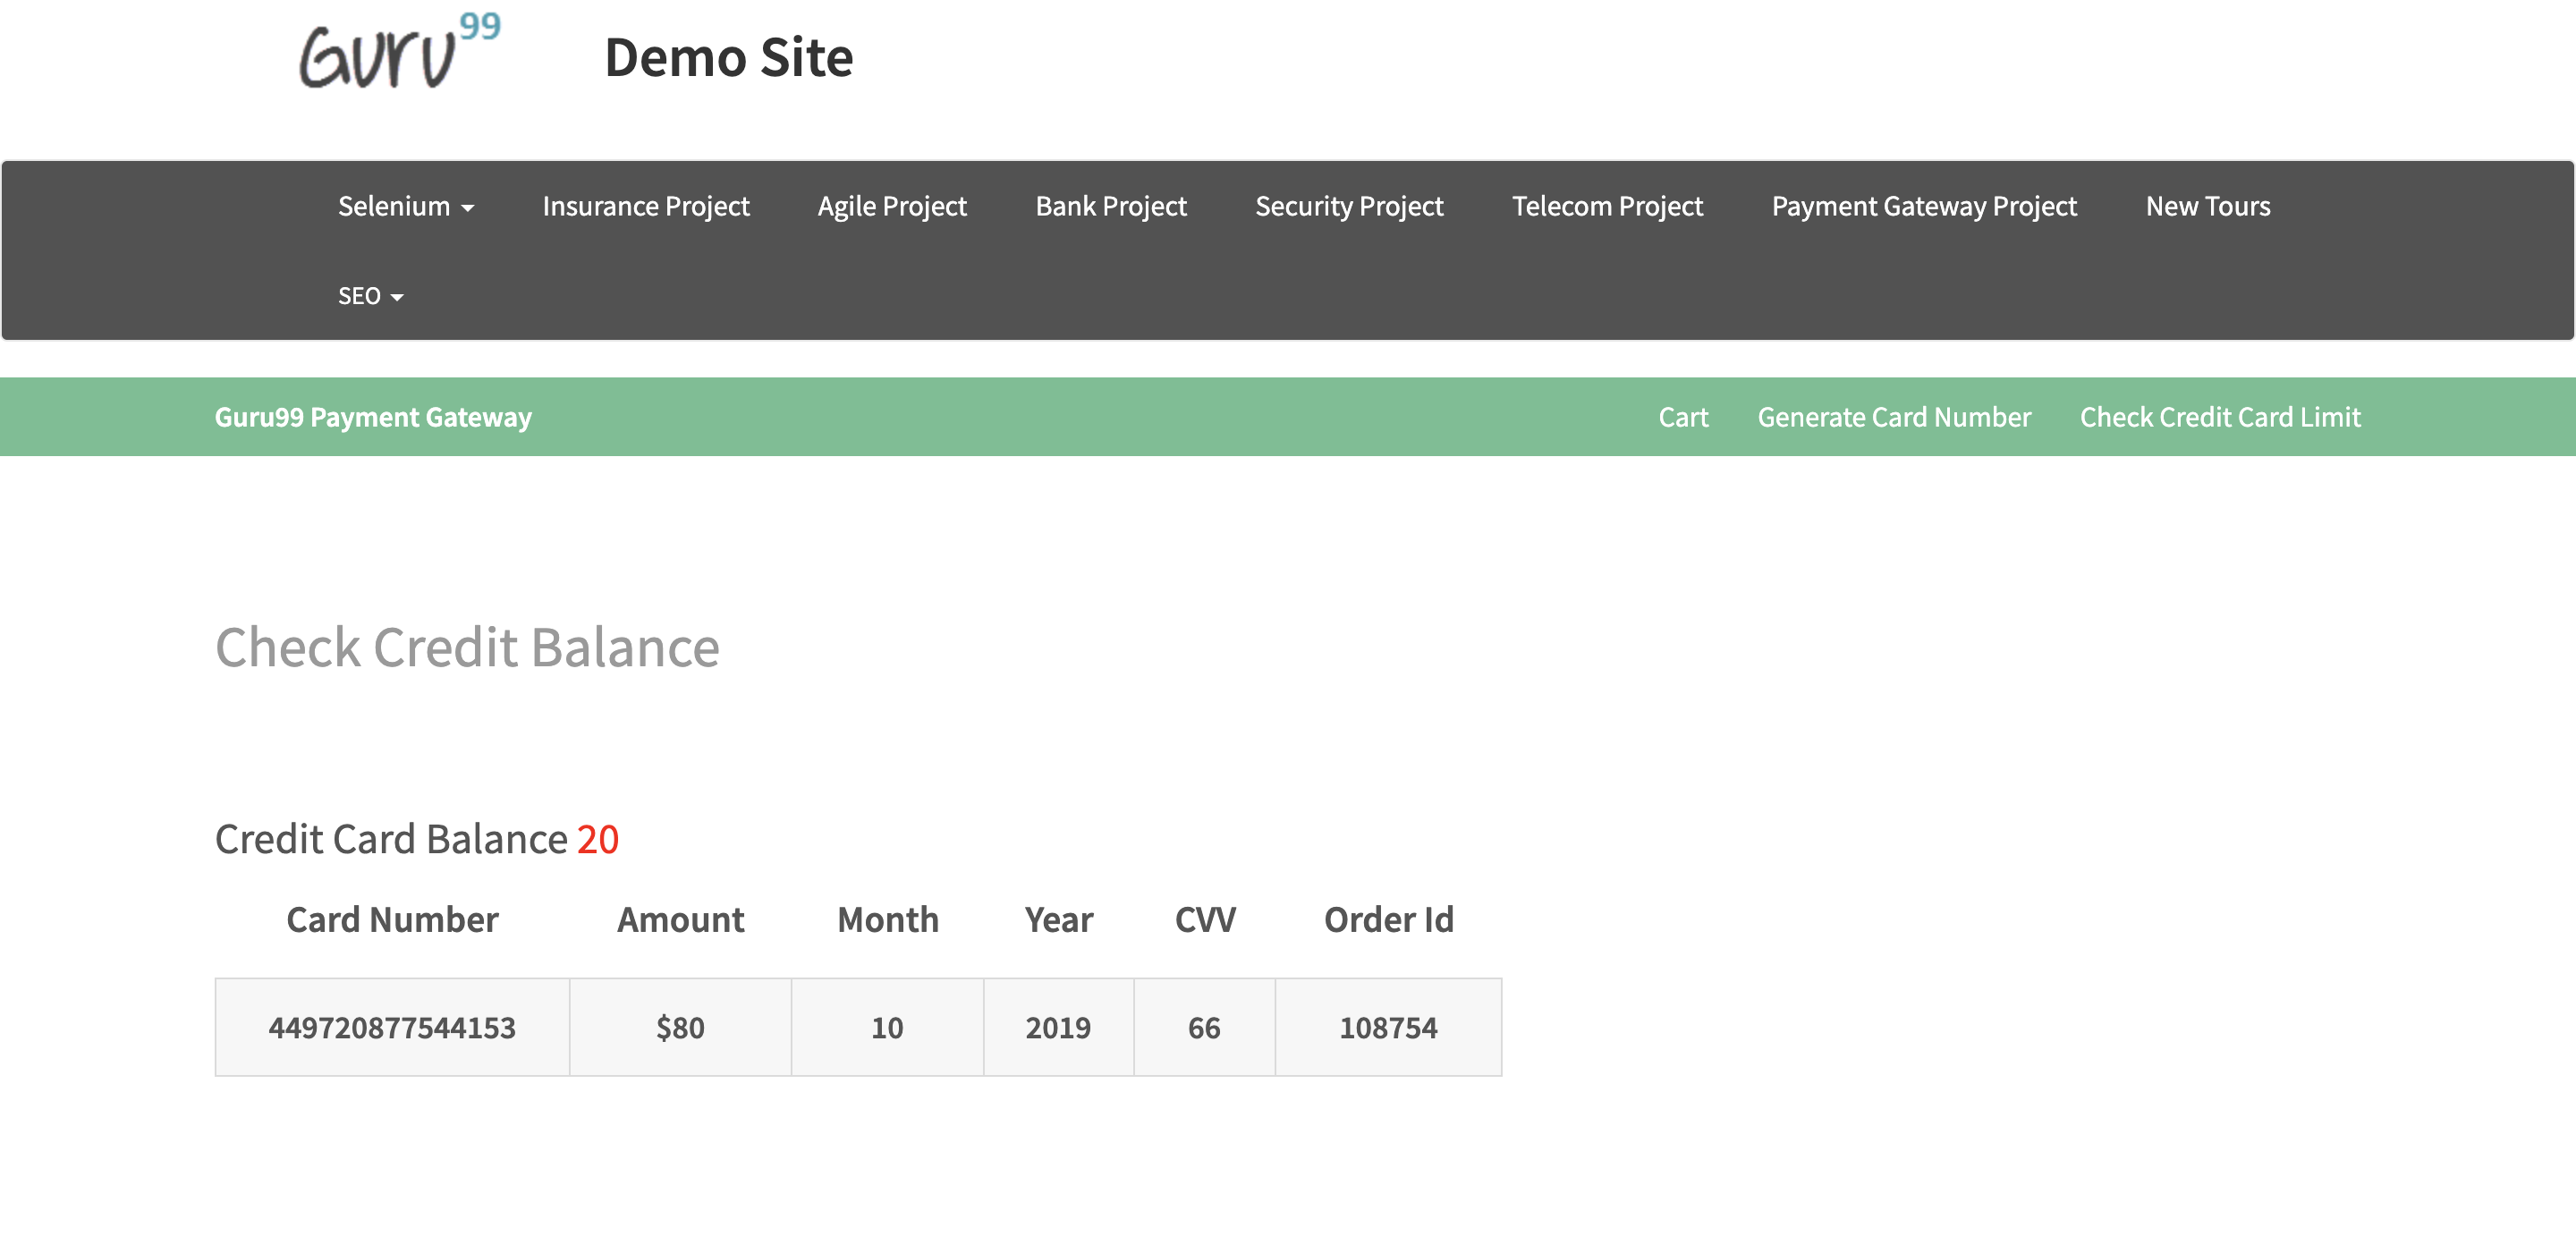 Guru99 Demo Site
Selenium Insurance Project Agile Project Bank Project Security Project Telecom Project Payment Gateway Project New Tours
SEO
Guru99 Payment Gateway Cart Generate Card Number Check Credit Card Limit
Check Credit Balance
Credit Card Balance 20
Card Number Amount Month Year CVV Order Id
449720877544153 $80 10 2019 66 108754